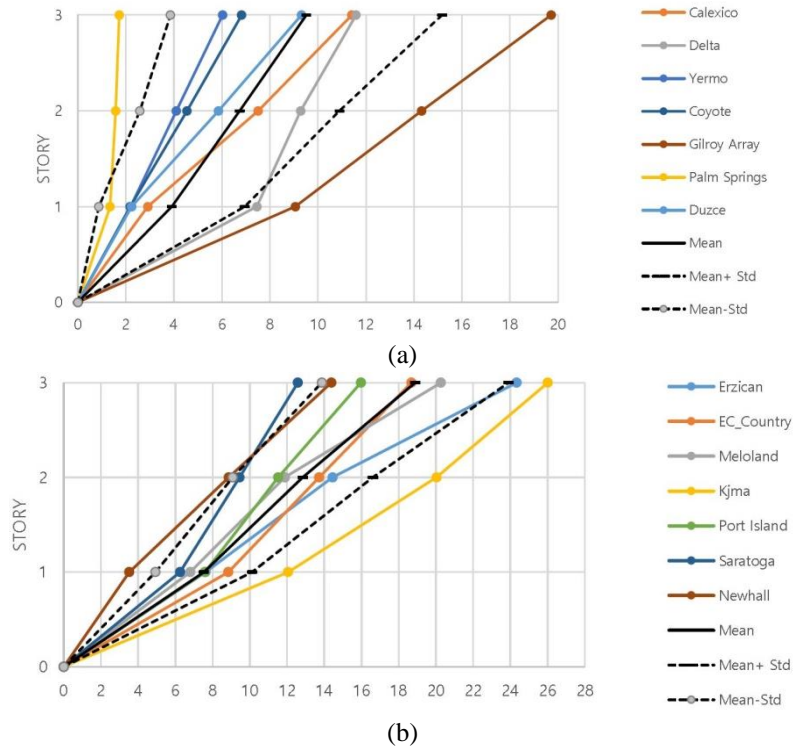 3
2
1
0
STORY
0 2 4 6 8 10 12 14 16 18 20
Calexico
Delta
Yermo
Coyote
Gilroy Array
Palm Springs
Duzce
Mean
Mean+ Std
Mean-Std
(a)
3
2
1
0
STORY
0 2 4 6 8 10 12 14 16 18 20 22 24 26 28
Erzican
EC_Country
Meloland
Kjma
Port Island
Saratoga
Newhall
Mean
Mean+ Std
Mean-Std
(b)